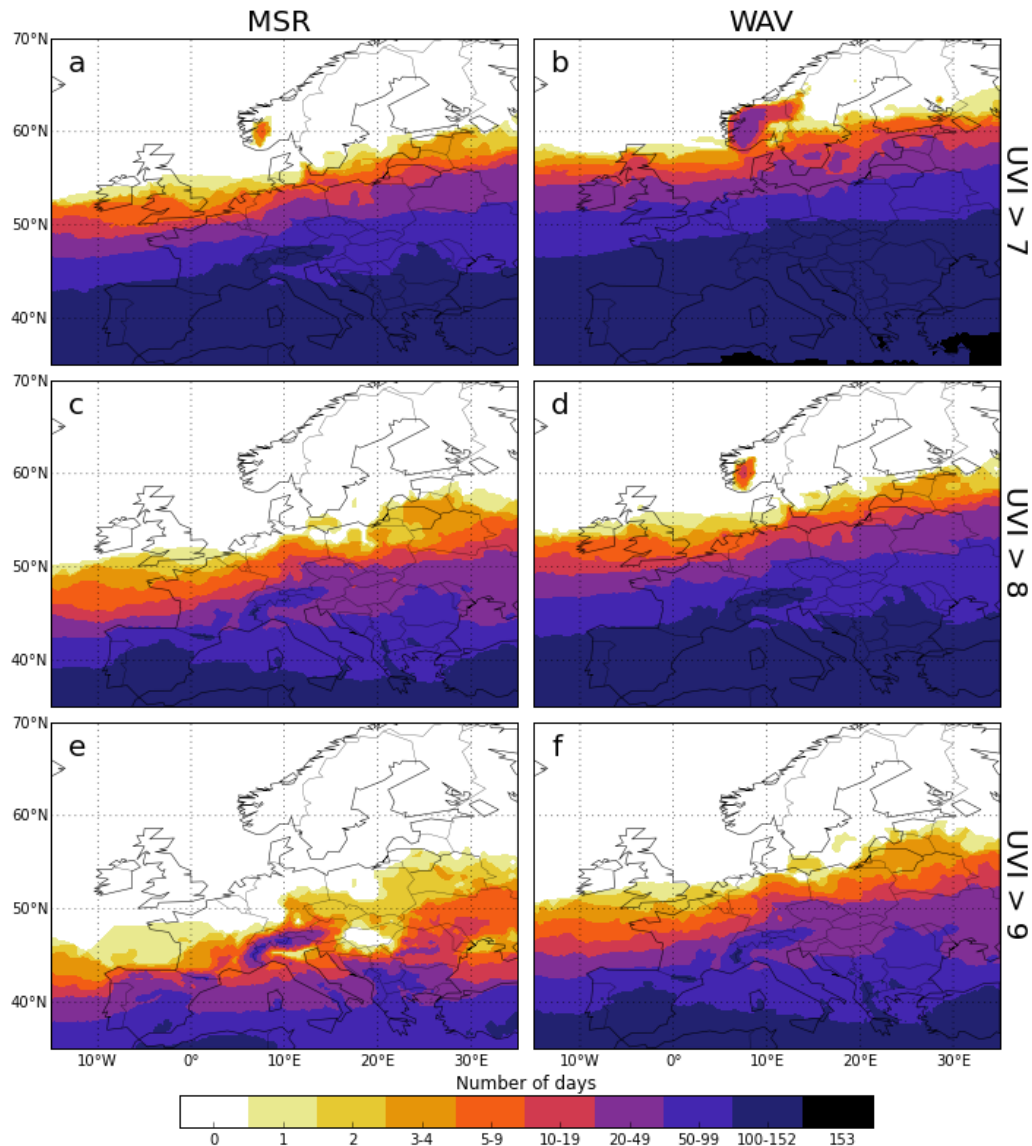 MSR WAV
70°N a b
60°N
50°N
40°N
UVI > 7
c d
70°N
60°N
50°N
40°N
UVI > 8
e f
70°N
60°N
50°N
40°N
UVI > 9
10°W 0° 10°E 20°E 30°E 10°W 0° 10°E 20°E 30°E
Number of days
0 1 2 3-4 5-9 10-19 20-49 50-99 100-152 153